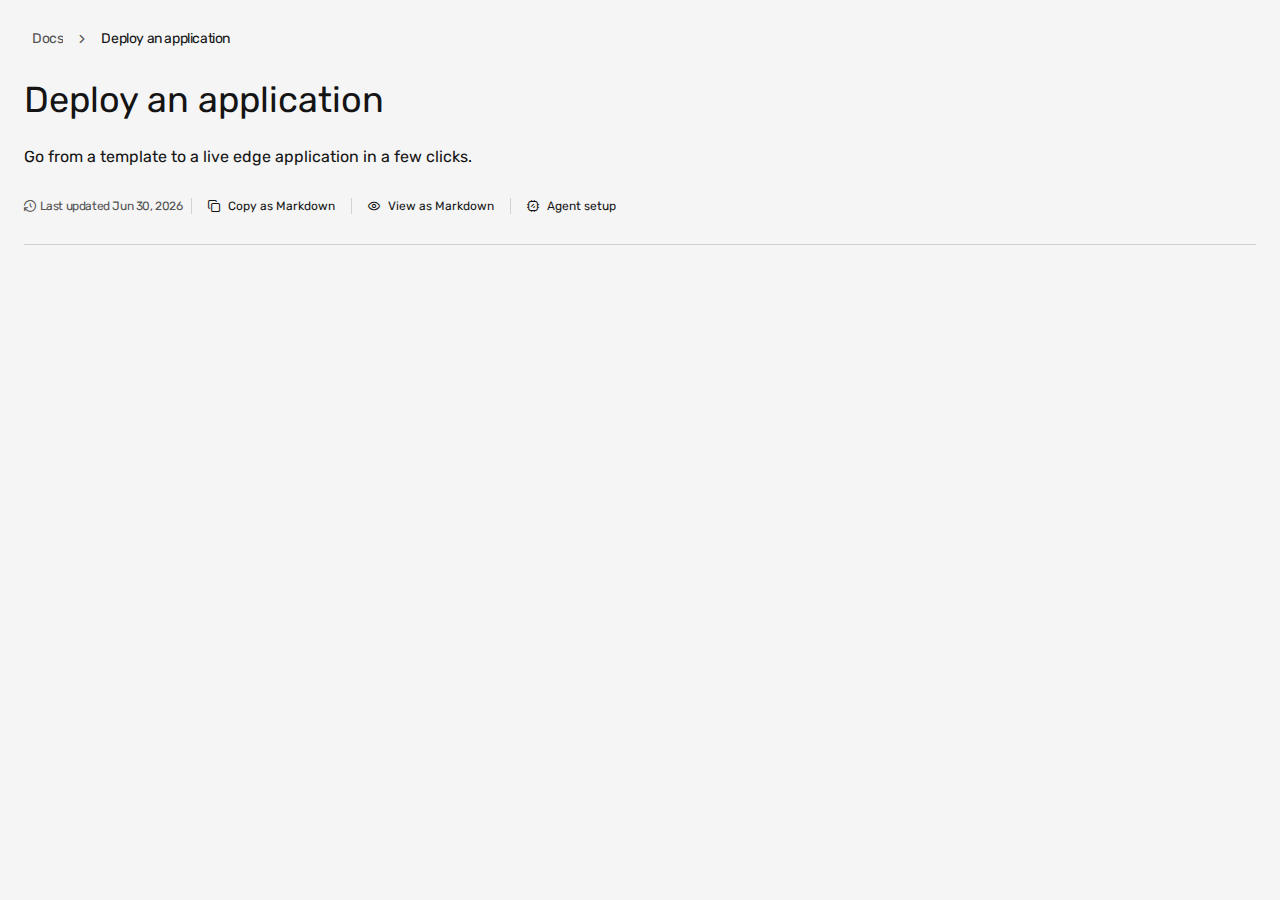 Docs > Deploy an application
Deploy an application
Go from a template to a live edge application in a few clicks.
Last updated Jun 30, 2026 Copy as Markdown View as Markdown Agent setup